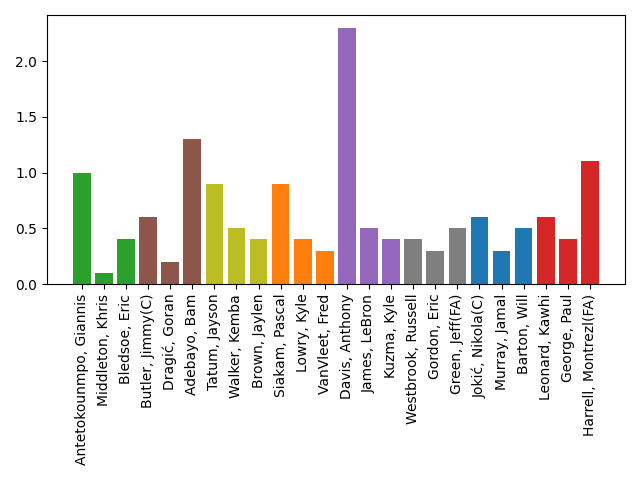 2.0
1.5
1.0
0.5
0.0
Antetokounmpo, Giannis
Middleton, Khris
Bledsoe, Eric
Butler, Jimmy(C)
Dragić, Goran
Adebayo, Bam
Tatum, Jayson
Walker, Kemba
Brown, Jaylen
Siakam, Pascal
Lowry, Kyle
VanVleet, Fred
Davis, Anthony
James, LeBron
Kuzma, Kyle
Westbrook, Russell
Gordon, Eric
Green, Jeff(FA)
Jokić, Nikola(C)
Murray, Jamal
Barton, Will
Leonard, Kawhi
George, Paul
Harrell, Montrezl(FA)